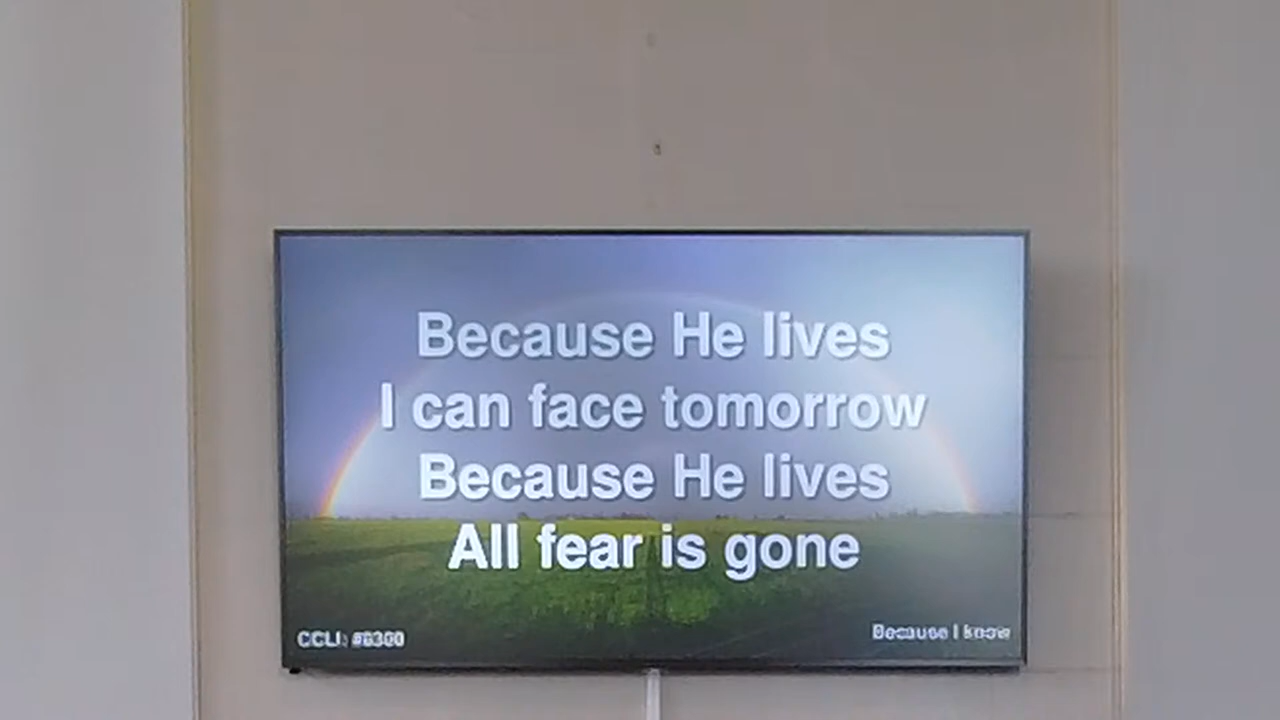 Because He lives
I can face tomorrow
Because He lives
All fear is gone
CCLI:
Because I know